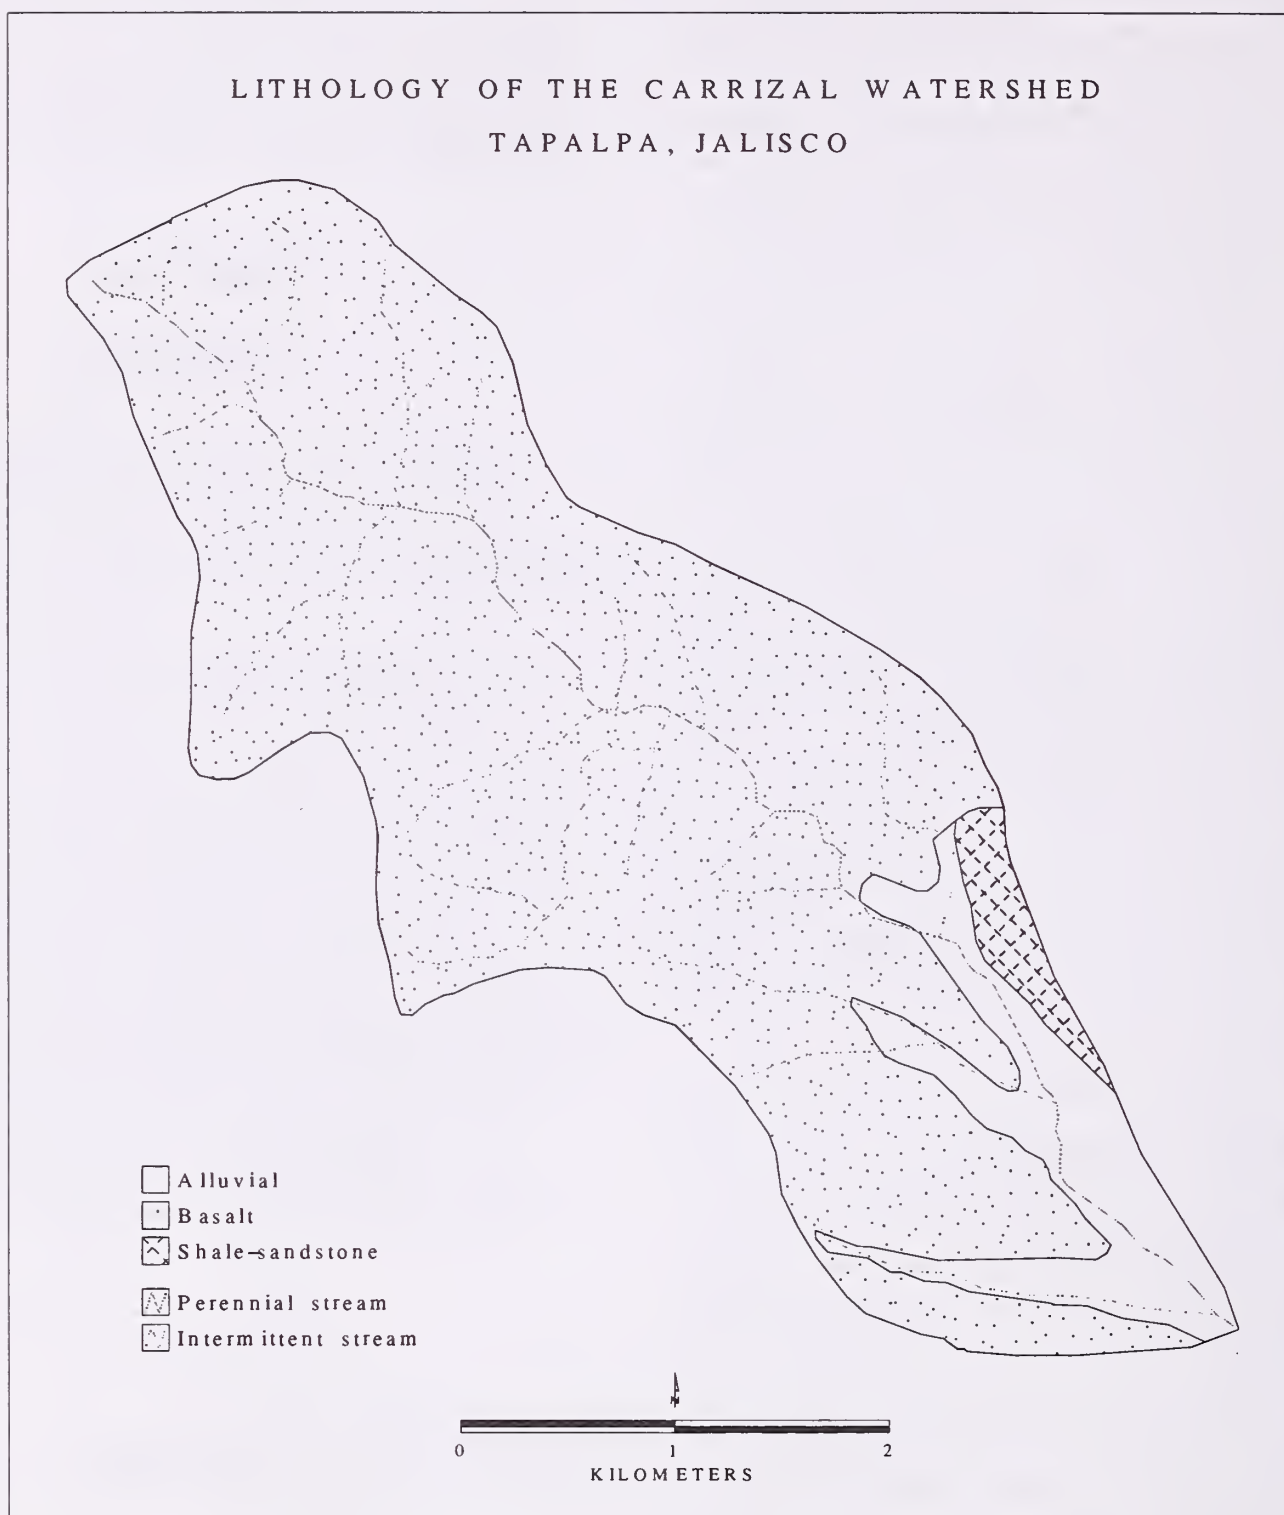 LITHOLOGY OF THE CARRIZAL WATERSHED
TAPALPA, JALISCO
Alluvial
Basalt
Shale-sandstone
Perennial stream
Intermittent stream
N
0 1 2
KILOMETERS